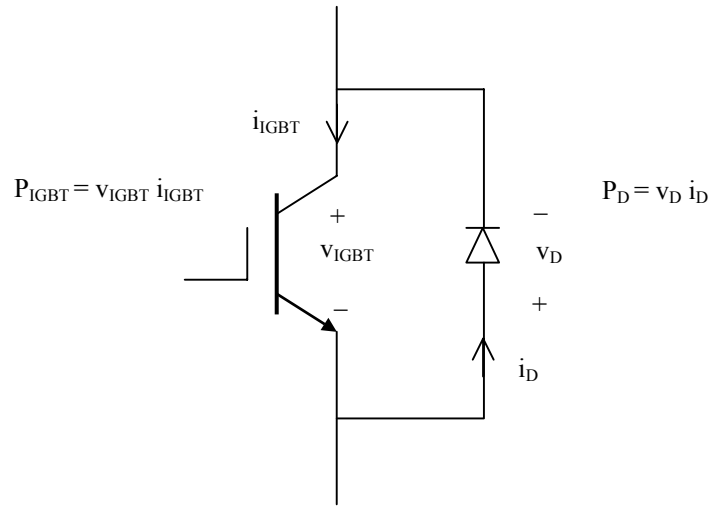 i_IGBT
P_IGBT = v_IGBT i_IGBT
P_D = v_D i_D
+
v_IGBT
−
−
v_D
+
i_D